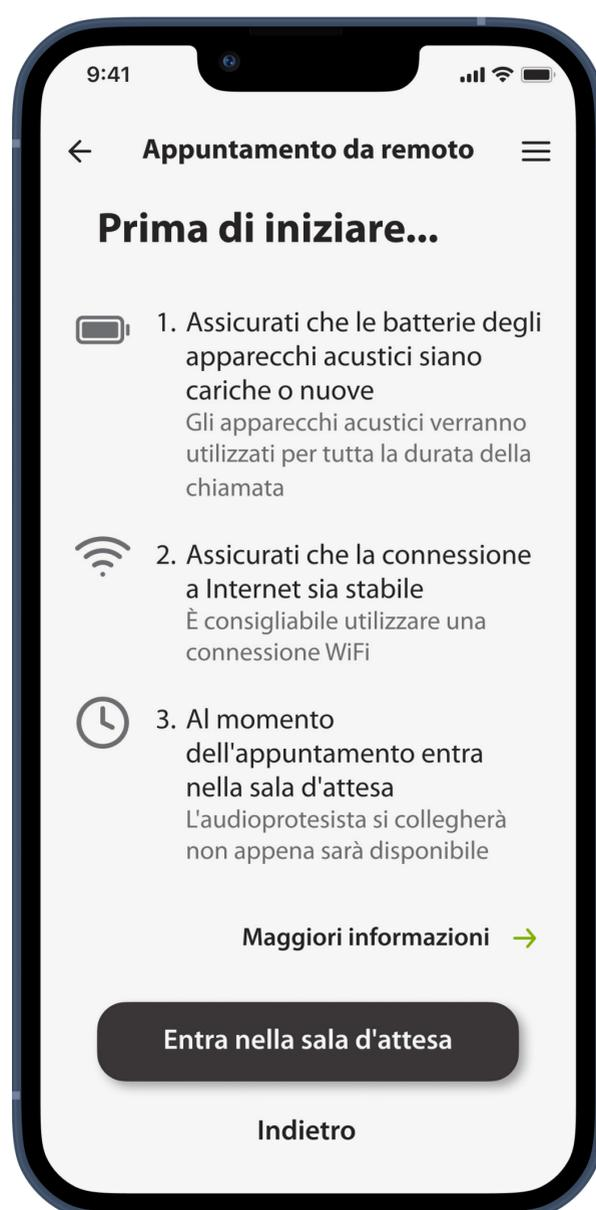 9:41
Appuntamento da remoto
Prima di iniziare...
1. Assicurati che le batterie degli
apparecchi acustici siano
cariche o nuove
Gli apparecchi acustici verranno
utilizzati per tutta la durata della
chiamata
2. Assicurati che la connessione
a Internet sia stabile
È consigliabile utilizzare una
connessione WiFi
3. Al momento
dell'appuntamento entra
nella sala d'attesa
L'audioprotesista si collegherà
non appena sarà disponibile
Maggiori informazioni
Entra nella sala d'attesa
Indietro